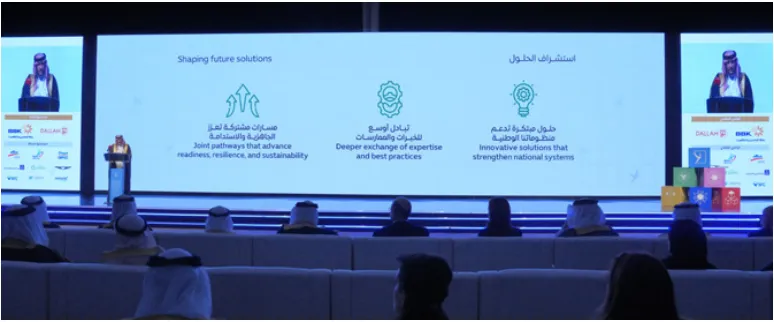 Shaping future solutions
استشراف الحلول
مسارات مشتركة تعزز
الجاهزية والاستدامة
Joint pathways that advance
readiness, resilience, and sustainability
تبادل أوسع
للخبرات والممارسات
Deeper exchange of expertise
and best practices
حلول مبتكرة تدعم
منظوماتنا الوطنية
Innovative solutions that
strengthen national systems
BBK
DALLAH
DALLAH
BBK